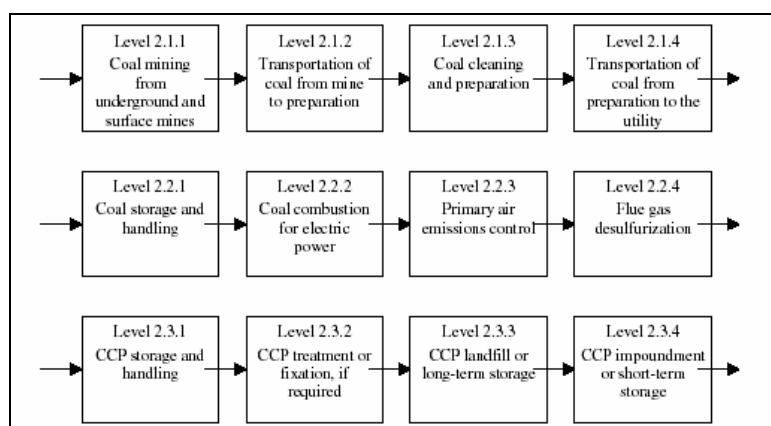 Level 2.1.1
Coal mining
from
underground and
surface mines
Level 2.1.2
Transportation of
coal from mine
to preparation
Level 2.1.3
Coal cleaning
and preparation
Level 2.1.4
Transportation of
coal from
preparation to the
utility
Level 2.2.1
Coal storage and
handling
Level 2.2.2
Coal combustion
for electric
power
Level 2.2.3
Primary air
emissions control
Level 2.2.4
Flue gas
desulfurization
Level 2.3.1
CCP storage and
handling
Level 2.3.2
CCP treatment or
fixation, if
required
Level 2.3.3
CCP landfill or
long-term storage
Level 2.3.4
CCP impoundment
or short-term
storage